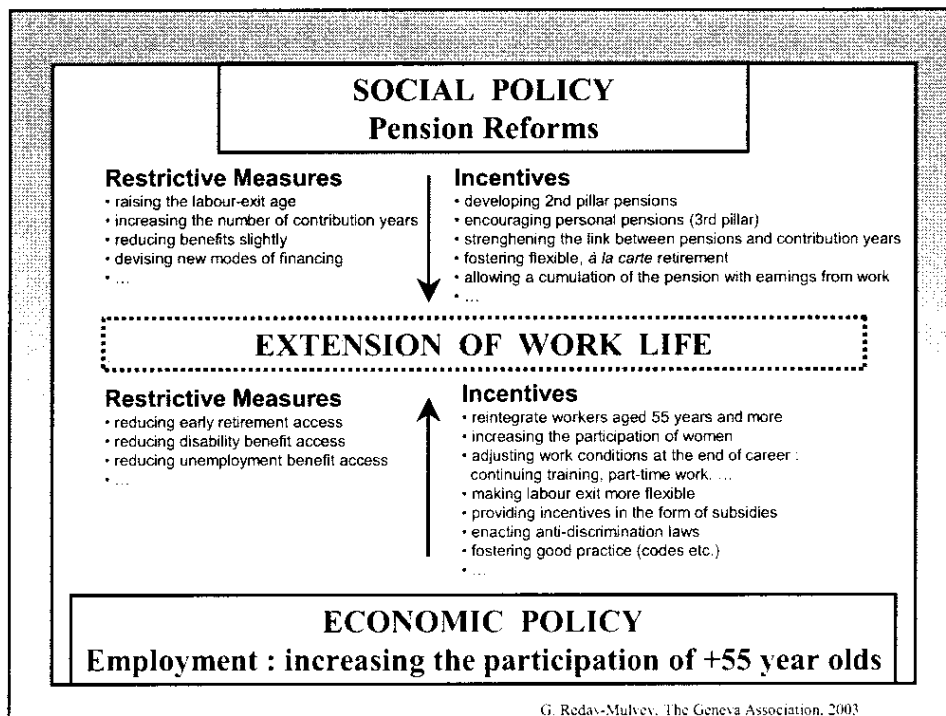 SOCIAL POLICY
Pension Reforms
Restrictive Measures
• raising the labour-exit age
• increasing the number of contribution years
• reducing benefits slightly
• devising new modes of financing
• ...
Incentives
• developing 2nd pillar pensions
• encouraging personal pensions (3rd pillar)
• strenghening the link between pensions and contribution years
• fostering flexible, à la carte retirement
• allowing a cumulation of the pension with earnings from work
• ...
EXTENSION OF WORK LIFE
Restrictive Measures
• reducing early retirement access
• reducing disability benefit access
• reducing unemployment benefit access
• ...
Incentives
• reintegrate workers aged 55 years and more
• increasing the participation of women
• adjusting work conditions at the end of career :
continuing training, part-time work. ...
• making labour exit more flexible
• providing incentives in the form of subsidies
• enacting anti-discrimination laws
• fostering good practice (codes etc.)
• ...
ECONOMIC POLICY
Employment : increasing the participation of +55 year olds
G. Reday-Mulvey, The Geneva Association, 2003